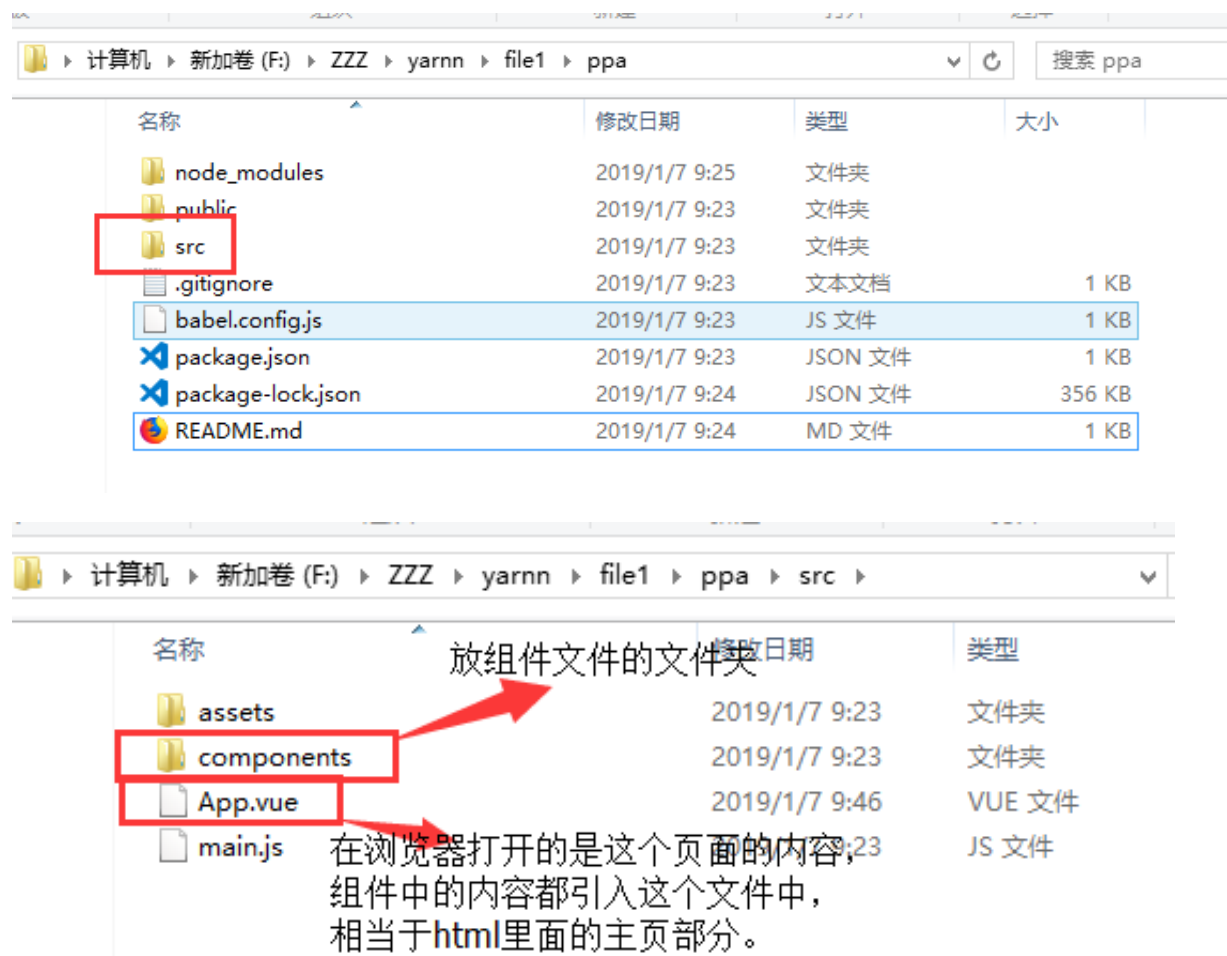 计算机 新加卷 (F:) ZZZ yarnn file1 ppa 搜索 ppa
名称 修改日期 类型 大小
node_modules 2019/1/7 9:25 文件夹
public 2019/1/7 9:23 文件夹
src 2019/1/7 9:23 文件夹
.gitignore 2019/1/7 9:23 文本文档 1 KB
babel.config.js 2019/1/7 9:23 JS 文件 1 KB
package.json 2019/1/7 9:23 JSON 文件 1 KB
package-lock.json 2019/1/7 9:24 JSON 文件 356 KB
README.md 2019/1/7 9:24 MD 文件 1 KB
计算机 新加卷 (F:) ZZZ yarnn file1 ppa src
名称 修改日期 类型
放组件文件的文件夹
assets 2019/1/7 9:23 文件夹
components 2019/1/7 9:23 文件夹
App.vue 2019/1/7 9:46 VUE 文件
main.js 2019/1/7 9:23 JS 文件
在浏览器打开的是这个页面的内容，
组件中的内容都引入这个文件中，
相当于html里面的主页部分。